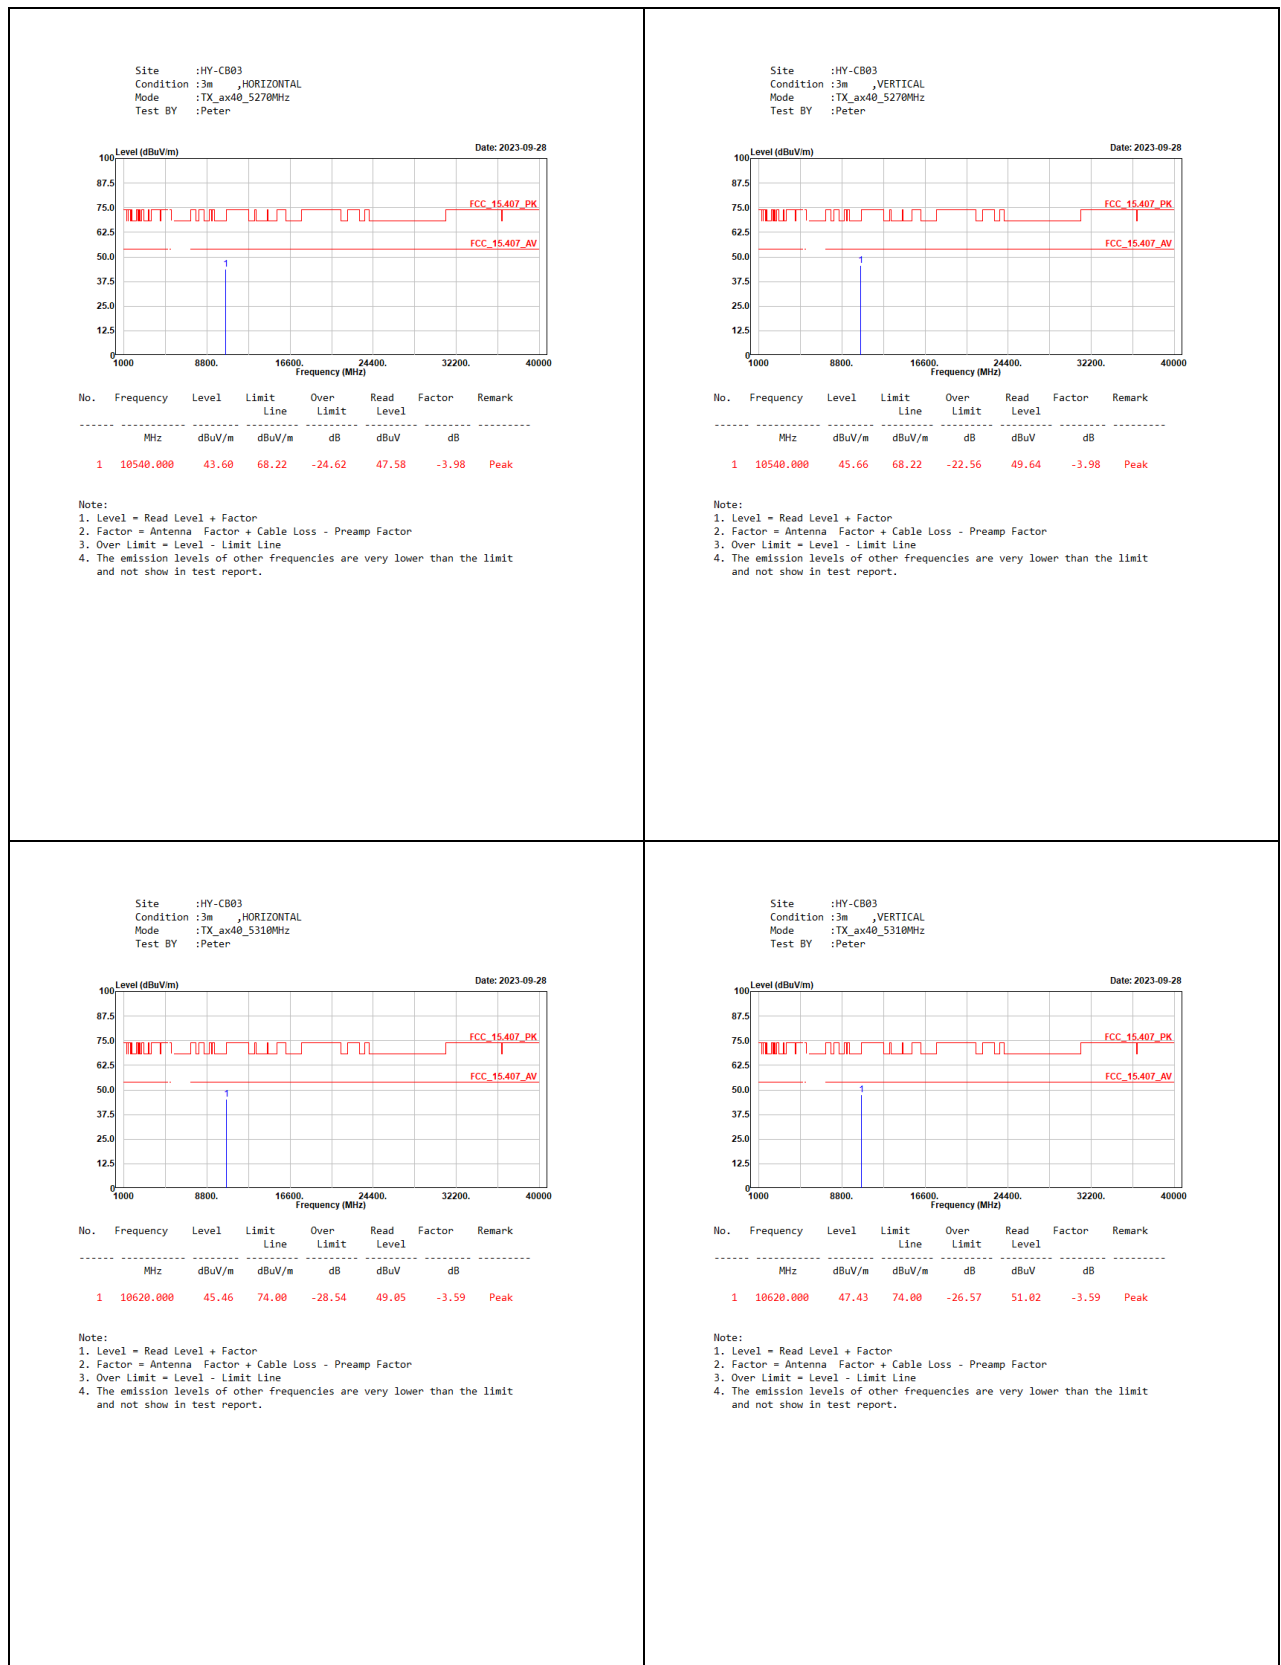 Site :HY-CB03
Condition :3m ,HORIZONTAL
Mode :TX_ax40_5270MHz
Test BY :Peter
Level (dBuV/m) Date: 2023-09-28
100
87.5
75.0
FCC_15.407_PK
62.5
FCC_15.407_AV
50.0
1
37.5
25.0
12.5
0
1000 8800. 16600. 24400. 32200. 40000
Frequency (MHz)
No. Frequency Level Limit Over Read Factor Remark
Line Limit Level
------ ----------- -------- -------- --------- --------- -------- ---------
MHz dBuV/m dBuV/m dB dBuV dB
1 10540.000 43.60 68.22 -24.62 47.58 -3.98 Peak
Note:
1. Level = Read Level + Factor
2. Factor = Antenna Factor + Cable Loss - Preamp Factor
3. Over Limit = Level - Limit Line
4. The emission levels of other frequencies are very lower than the limit
and not show in test report.
Site :HY-CB03
Condition :3m ,VERTICAL
Mode :TX_ax40_5270MHz
Test BY :Peter
Level (dBuV/m) Date: 2023-09-28
100
87.5
75.0
FCC_15.407_PK
62.5
FCC_15.407_AV
50.0
1
37.5
25.0
12.5
0
1000 8800. 16600. 24400. 32200. 40000
Frequency (MHz)
No. Frequency Level Limit Over Read Factor Remark
Line Limit Level
------ ----------- -------- -------- --------- --------- -------- ---------
MHz dBuV/m dBuV/m dB dBuV dB
1 10540.000 45.66 68.22 -22.56 49.64 -3.98 Peak
Note:
1. Level = Read Level + Factor
2. Factor = Antenna Factor + Cable Loss - Preamp Factor
3. Over Limit = Level - Limit Line
4. The emission levels of other frequencies are very lower than the limit
and not show in test report.
Site :HY-CB03
Condition :3m ,HORIZONTAL
Mode :TX_ax40_5310MHz
Test BY :Peter
Level (dBuV/m) Date: 2023-09-28
100
87.5
75.0
FCC_15.407_PK
62.5
FCC_15.407_AV
50.0
1
37.5
25.0
12.5
0
1000 8800. 16600. 24400. 32200. 40000
Frequency (MHz)
No. Frequency Level Limit Over Read Factor Remark
Line Limit Level
------ ----------- -------- -------- --------- --------- -------- ---------
MHz dBuV/m dBuV/m dB dBuV dB
1 10620.000 45.46 74.00 -28.54 49.05 -3.59 Peak
Note:
1. Level = Read Level + Factor
2. Factor = Antenna Factor + Cable Loss - Preamp Factor
3. Over Limit = Level - Limit Line
4. The emission levels of other frequencies are very lower than the limit
and not show in test report.
Site :HY-CB03
Condition :3m ,VERTICAL
Mode :TX_ax40_5310MHz
Test BY :Peter
Level (dBuV/m) Date: 2023-09-28
100
87.5
75.0
FCC_15.407_PK
62.5
FCC_15.407_AV
50.0
1
37.5
25.0
12.5
0
1000 8800. 16600. 24400. 32200. 40000
Frequency (MHz)
No. Frequency Level Limit Over Read Factor Remark
Line Limit Level
------ ----------- -------- -------- --------- --------- -------- ---------
MHz dBuV/m dBuV/m dB dBuV dB
1 10620.000 47.43 74.00 -26.57 51.02 -3.59 Peak
Note:
1. Level = Read Level + Factor
2. Factor = Antenna Factor + Cable Loss - Preamp Factor
3. Over Limit = Level - Limit Line
4. The emission levels of other frequencies are very lower than the limit
and not show in test report.